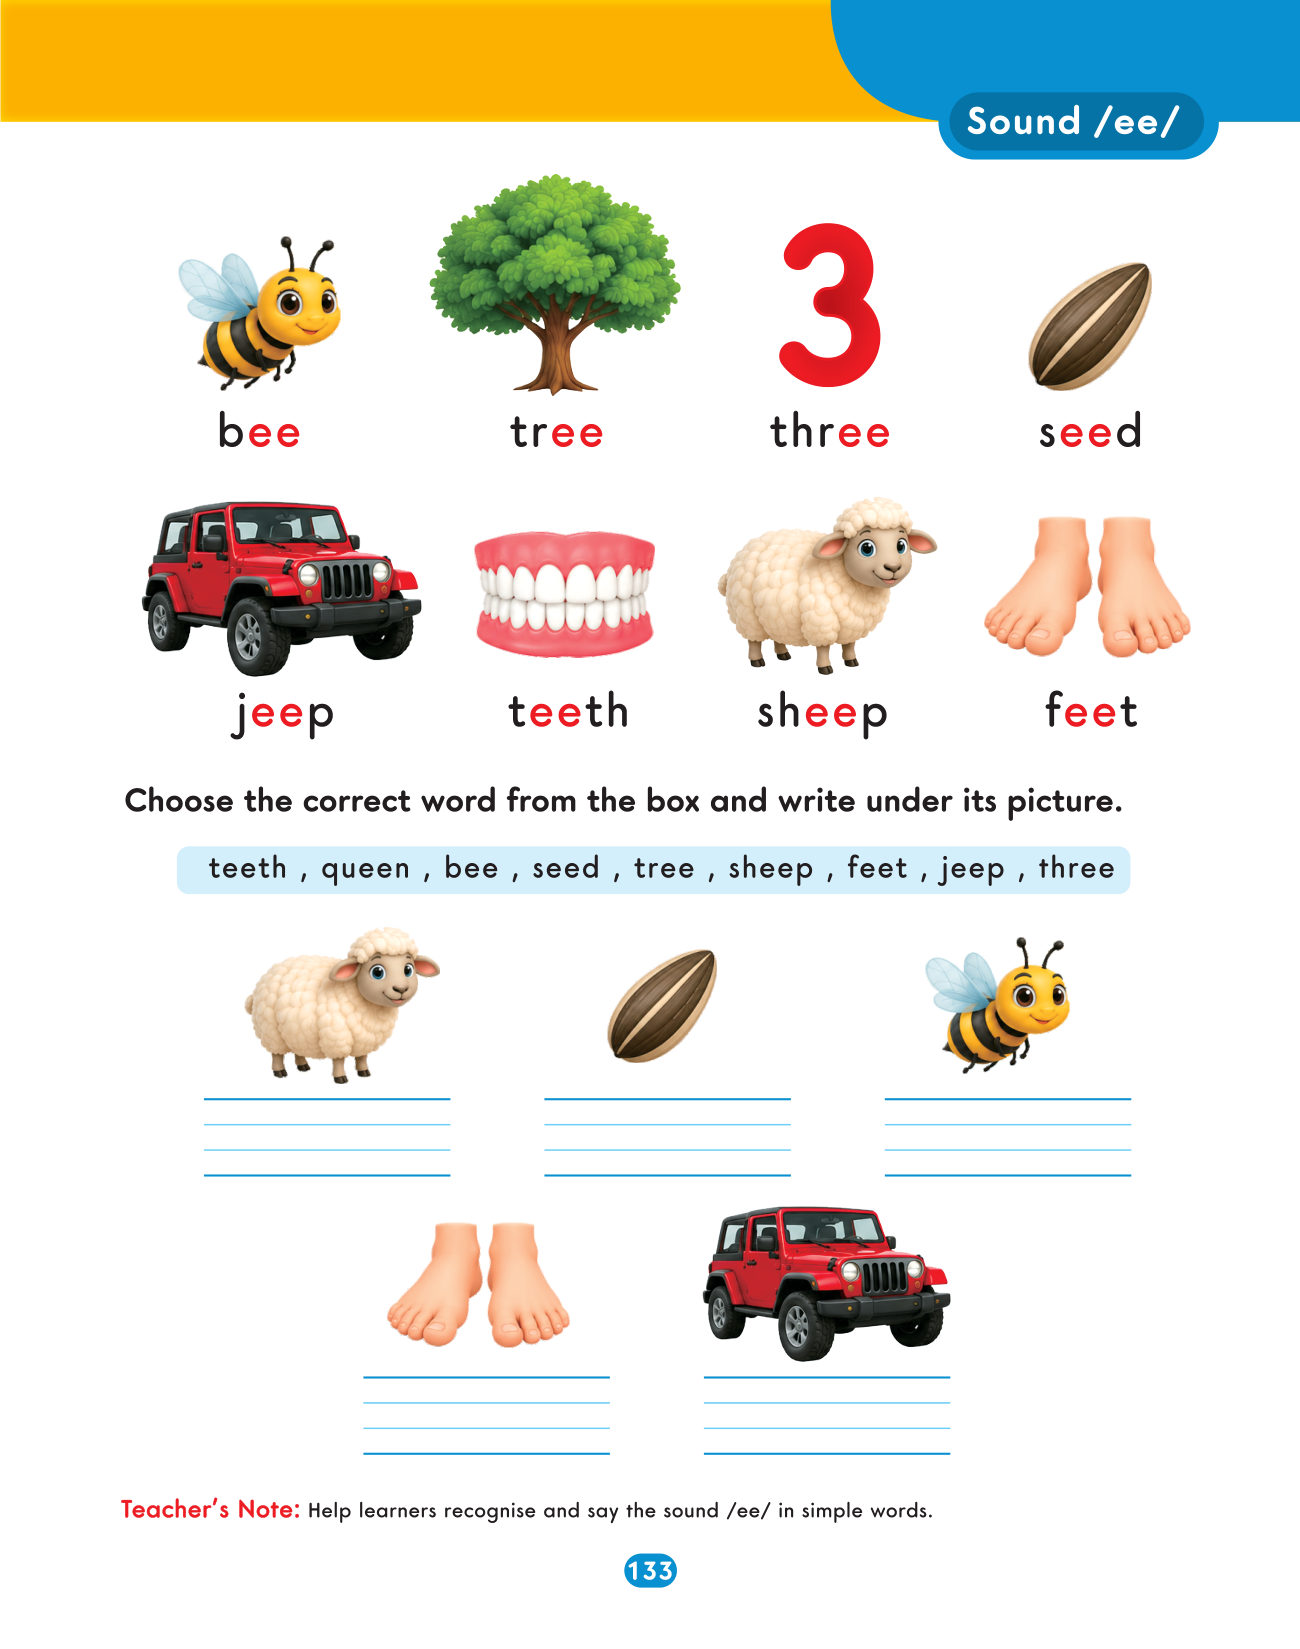 Sound /ee/
3
bee tree three seed
jeep teeth sheep feet
Choose the correct word from the box and write under its picture.
teeth , queen , bee , seed , tree , sheep , feet , jeep , three
Teacher's Note: Help learners recognise and say the sound /ee/ in simple words.
133